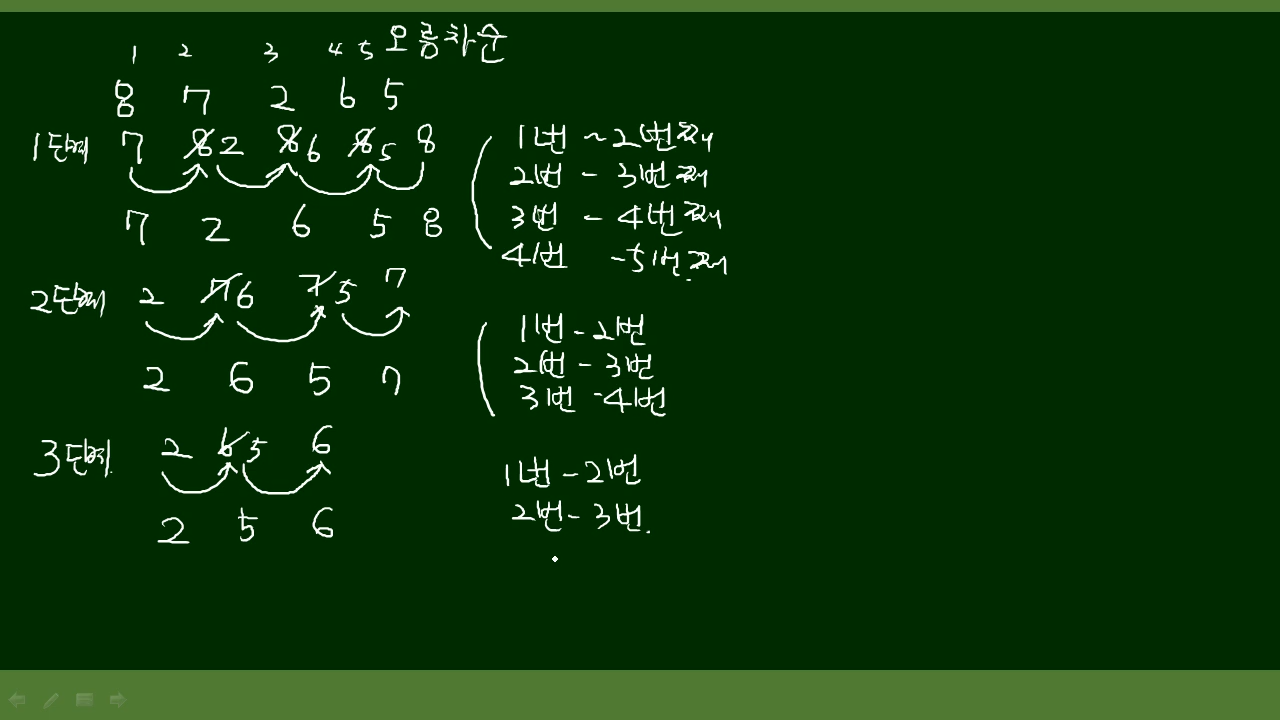 1 2 3 4 5 오름차순
8 7 2 6 5
1단계 7 8 2 8 6 8 5 8
7 2 6 5 8
1번 ~ 2번째
2번 - 3번째
3번 - 4번째
4번 - 5번째
2단계 2 7 6 7 5 7
2 6 5 7
1번 - 2번
2번 - 3번
3번 - 4번
3단계 2 6 5 6
2 5 6
1번 - 2번
2번 - 3번.